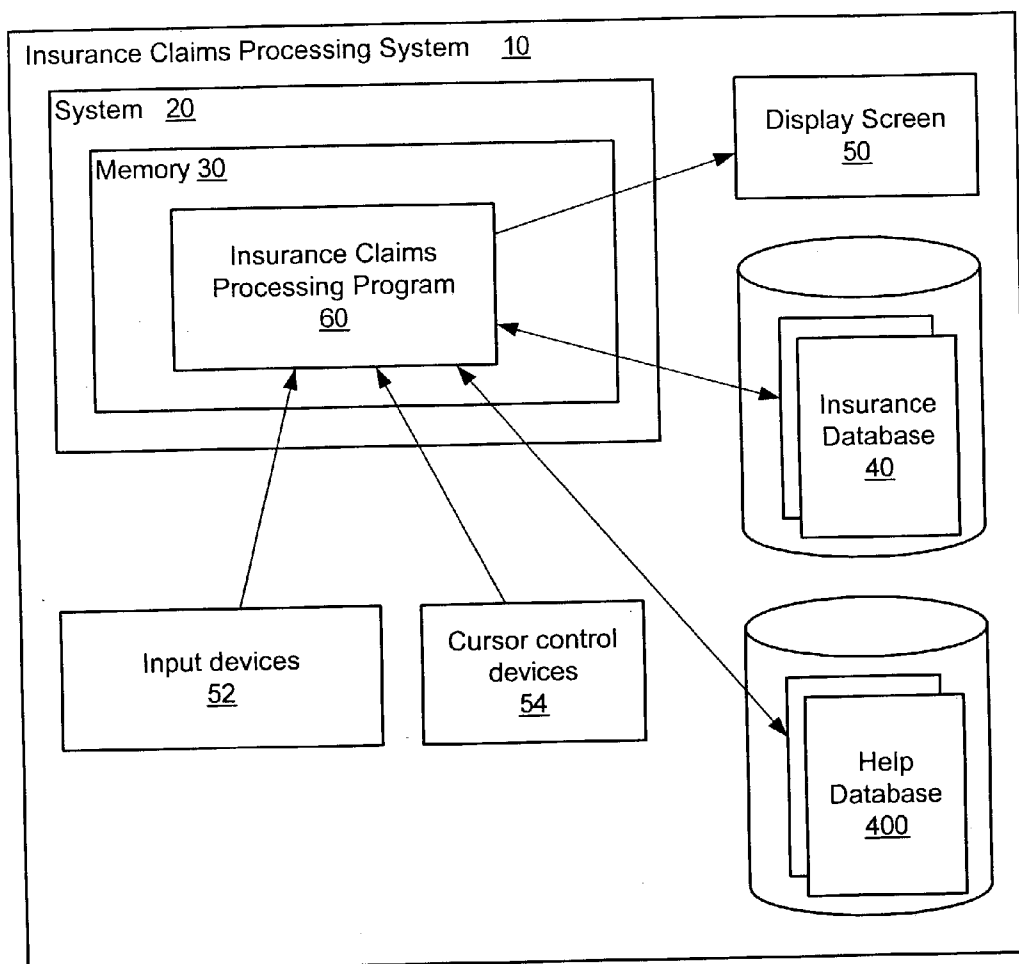 Insurance Claims Processing System 10
System 20
Memory 30
Insurance Claims
Processing Program
60
Display Screen
50
Insurance
Database
40
Input devices
52
Cursor control
devices
54
Help
Database
400